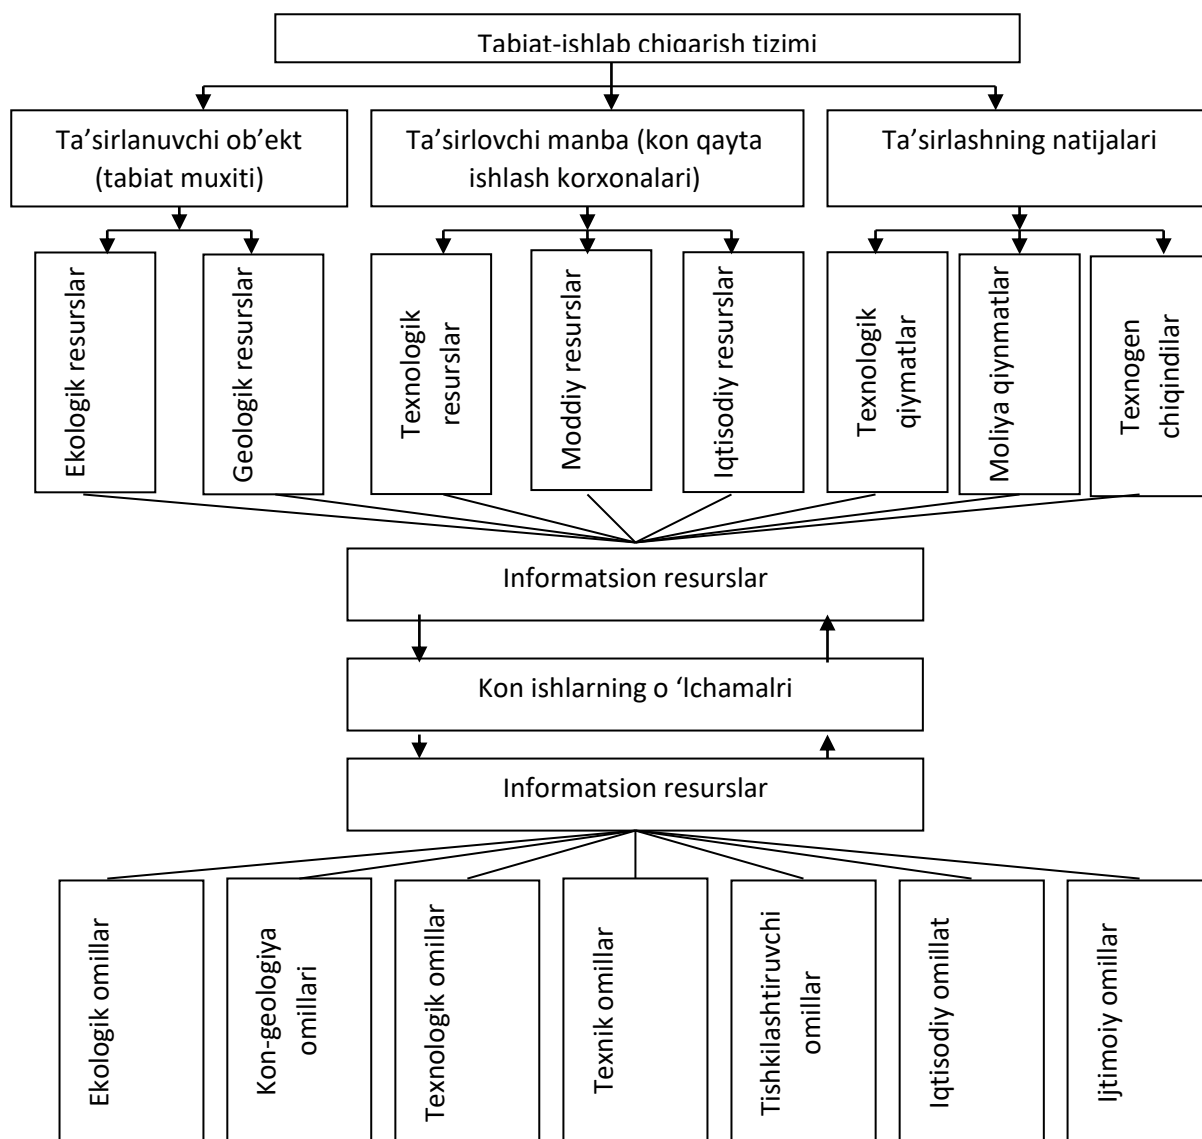 Tabiat-ishlab chiqarish tizimi
Ta’sirlanuvchi ob’ekt
(tabiat muxiti)
Ta’sirlovchi manba (kon qayta
ishlash korxonalari)
Ta’sirlashning natijalari
Ekologik resurslar
Geologik resurslar
Texnologik
resurslar
Moddiy resurslar
Iqtisodiy resurslar
Texnologik
qiymatlar
Moliya qiynmatlar
Texnogen
chiqindilar
Informatsion resurslar
Kon ishlarning o ‘lchamalri
Informatsion resurslar
Ekologik omillar
Kon-geologiya
omillari
Texnologik omillar
Texnik omillar
Tishkilashtiruvchi
omillar
Iqtisodiy omillat
Ijtimoiy omillar